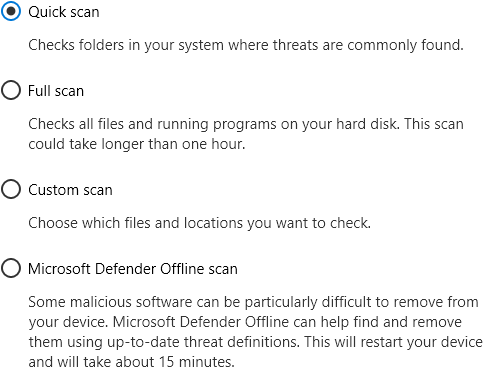 Quick scan
Checks folders in your system where threats are commonly found.
Full scan
Checks all files and running programs on your hard disk. This scan
could take longer than one hour.
Custom scan
Choose which files and locations you want to check.
Microsoft Defender Offline scan
Some malicious software can be particularly difficult to remove from
your device. Microsoft Defender Offline can help find and remove
them using up-to-date threat definitions. This will restart your device
and will take about 15 minutes.